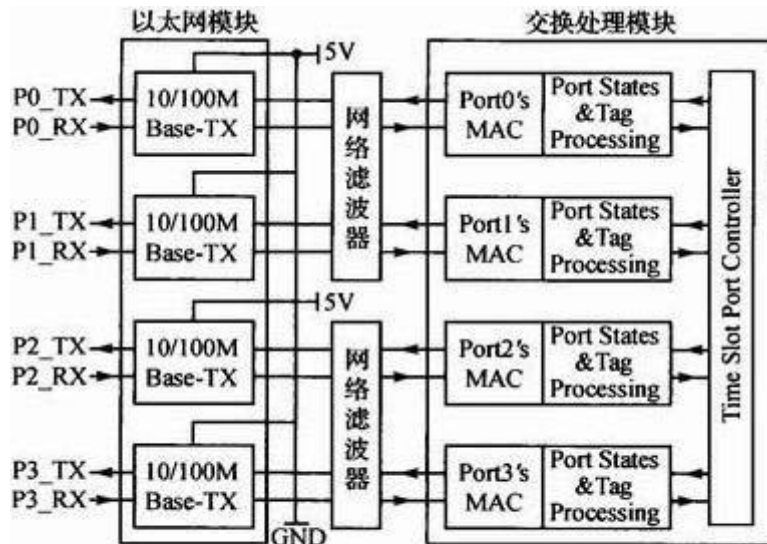 以太网模块
交换处理模块
5V
P0_TX
P0_RX
10/100M
Base-TX
网络滤波器
Port0's
MAC
Port States
&Tag
Processing
P1_TX
P1_RX
10/100M
Base-TX
Port1's
MAC
Port States
&Tag
Processing
Time Slot Port Controller
5V
P2_TX
P2_RX
10/100M
Base-TX
网络滤波器
Port2's
MAC
Port States
&Tag
Processing
P3_TX
P3_RX
10/100M
Base-TX
Port3's
MAC
Port States
&Tag
Processing
GND